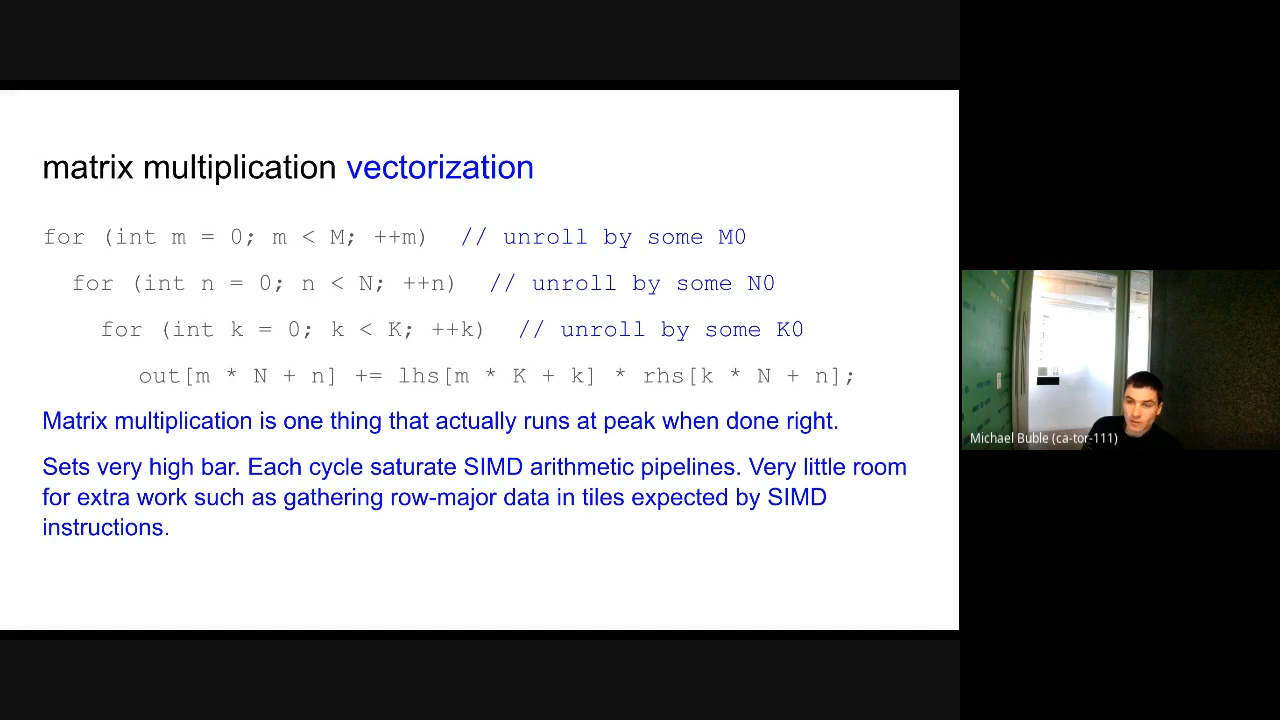 matrix multiplication vectorization
for (int m = 0; m < M; ++m)  // unroll by some M0
for (int n = 0; n < N; ++n)  // unroll by some N0
for (int k = 0; k < K; ++k)  // unroll by some K0
out[m * N + n] += lhs[m * K + k] * rhs[k * N + n];
Matrix multiplication is one thing that actually runs at peak when done right.
Sets very high bar. Each cycle saturate SIMD arithmetic pipelines. Very little room
for extra work such as gathering row-major data in tiles expected by SIMD
instructions.
Michael Buble (ca-tor-111)